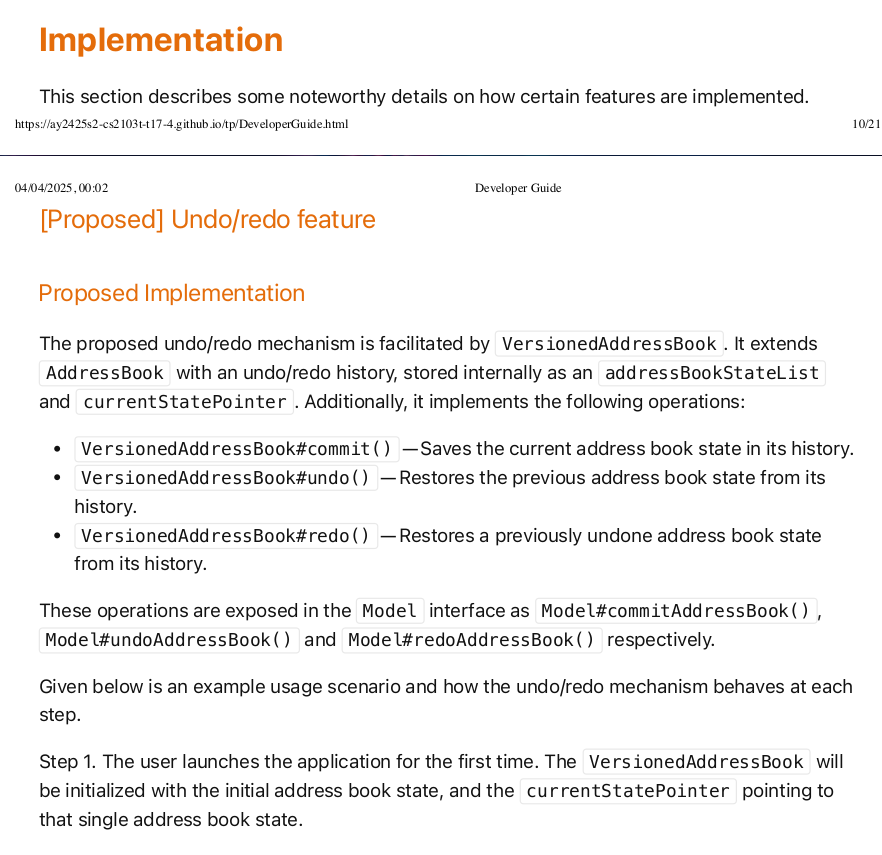 Implementation
This section describes some noteworthy details on how certain features are implemented.
https://ay2425s2-cs2103t-t17-4.github.io/tp/DeveloperGuide.html 10/21
04/04/2025, 00:02 Developer Guide
[Proposed] Undo/redo feature
Proposed Implementation
The proposed undo/redo mechanism is facilitated by VersionedAddressBook. It extends
AddressBook with an undo/redo history, stored internally as an addressBookStateList
and currentStatePointer. Additionally, it implements the following operations:
• VersionedAddressBook#commit() — Saves the current address book state in its history.
• VersionedAddressBook#undo() — Restores the previous address book state from its
history.
• VersionedAddressBook#redo() — Restores a previously undone address book state
from its history.
These operations are exposed in the Model interface as Model#commitAddressBook(),
Model#undoAddressBook() and Model#redoAddressBook() respectively.
Given below is an example usage scenario and how the undo/redo mechanism behaves at each
step.
Step 1. The user launches the application for the first time. The VersionedAddressBook will
be initialized with the initial address book state, and the currentStatePointer pointing to
that single address book state.